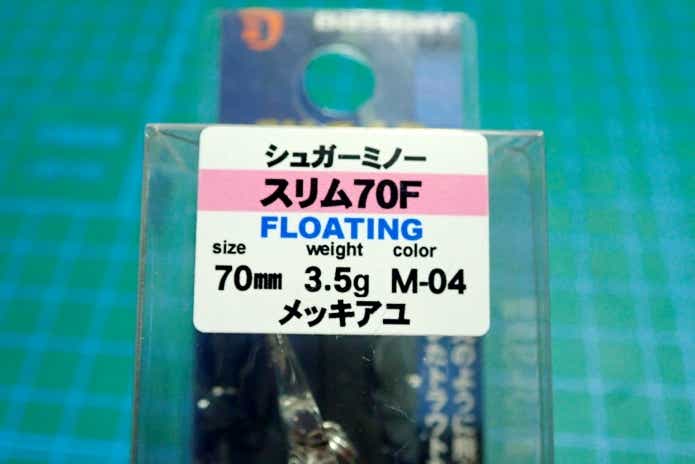 シュガーミノー
スリム70F
FLOATING
size weight color
70mm 3.5g M-04
メッキアユ